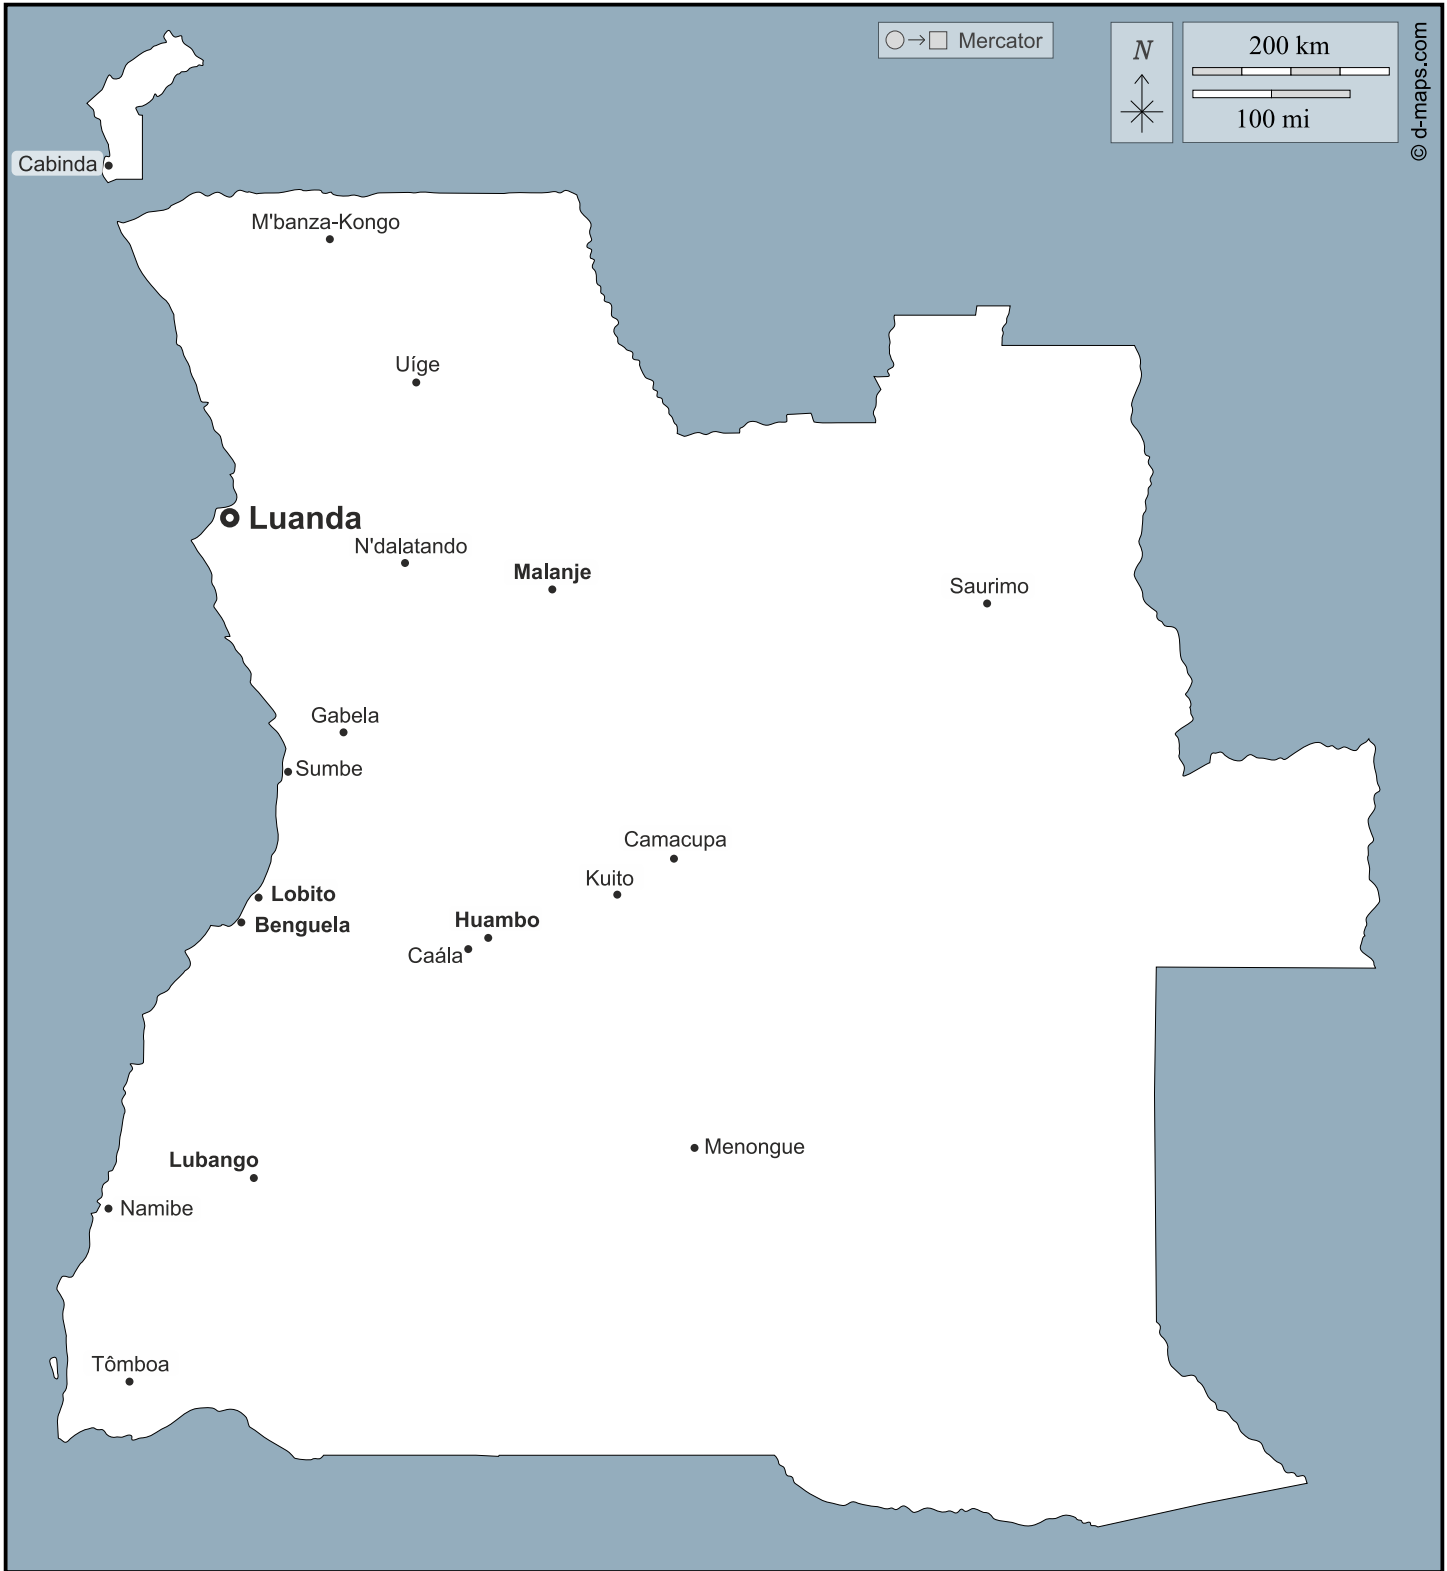 Mercator
N
200 km
100 mi
© d-maps.com
Cabinda
M'banza-Kongo
Uíge
Luanda
N'dalatando
Malanje
Saurimo
Gabela
Sumbe
Camacupa
Kuito
Lobito
Huambo
Benguela
Caála
Menongue
Lubango
Namibe
Tômboa